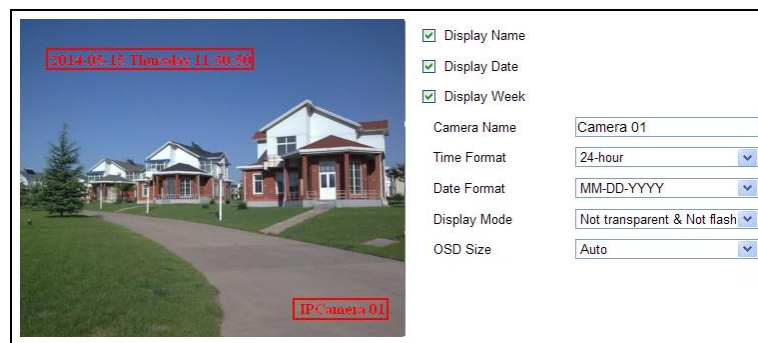 2014-05-15 Thursday 11:30:50
IPCamera 01
Display Name
Display Date
Display Week
Camera Name Camera 01
Time Format 24-hour
Date Format MM-DD-YYYY
Display Mode Not transparent & Not flash
OSD Size Auto